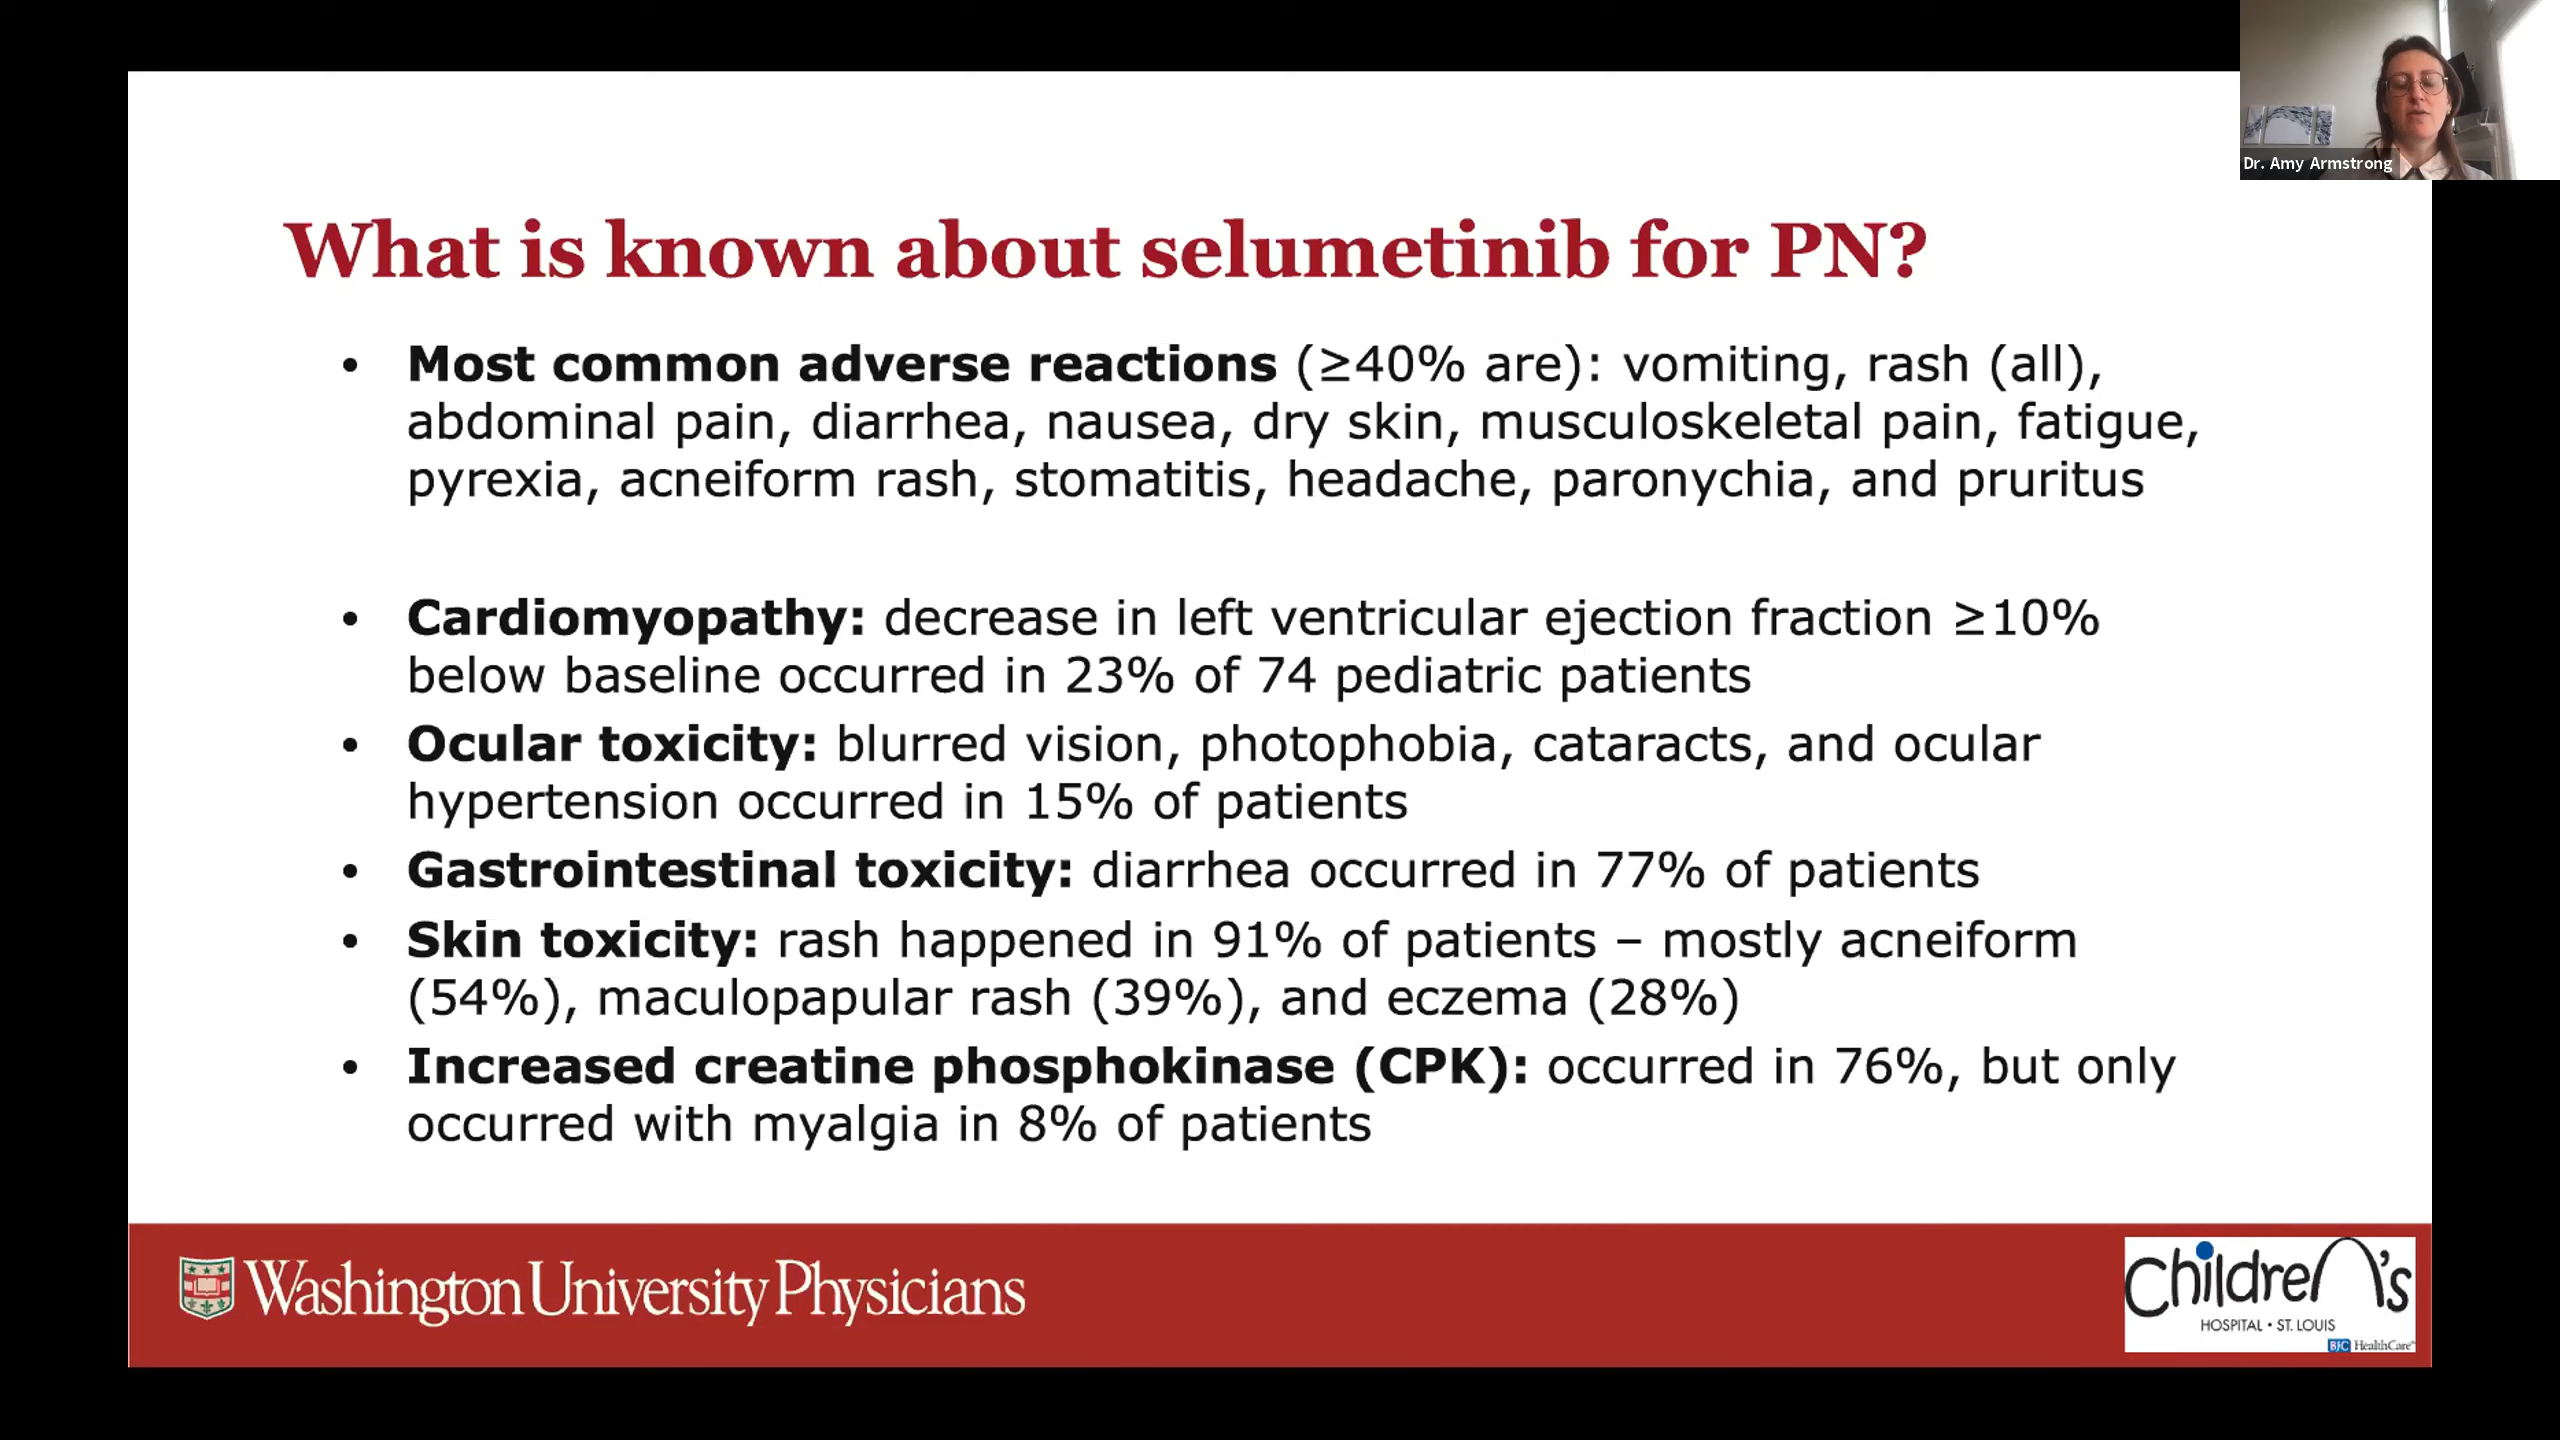 Dr. Amy Armstrong
What is known about selumetinib for PN?
• Most common adverse reactions (≥40% are): vomiting, rash (all),
abdominal pain, diarrhea, nausea, dry skin, musculoskeletal pain, fatigue,
pyrexia, acneiform rash, stomatitis, headache, paronychia, and pruritus
• Cardiomyopathy: decrease in left ventricular ejection fraction ≥10%
below baseline occurred in 23% of 74 pediatric patients
• Ocular toxicity: blurred vision, photophobia, cataracts, and ocular
hypertension occurred in 15% of patients
• Gastrointestinal toxicity: diarrhea occurred in 77% of patients
• Skin toxicity: rash happened in 91% of patients – mostly acneiform
(54%), maculopapular rash (39%), and eczema (28%)
• Increased creatine phosphokinase (CPK): occurred in 76%, but only
occurred with myalgia in 8% of patients
Washington University Physicians
Children's
HOSPITAL • ST. LOUIS
BJC HealthCare